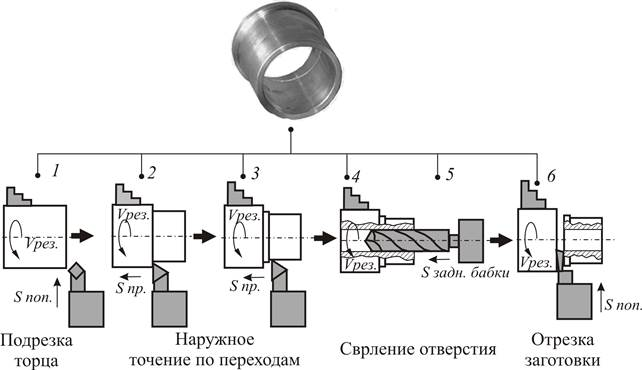 1
2
3
4
5
6
Vрез.
Vрез.
Vрез.
Vрез.
Vрез.
S поп.
S пр.
S пр.
S задн. бабки
S поп.
Подрезка
торца
Наружное
точение по переходам
Сврление отверстия
Отрезка
заготовки